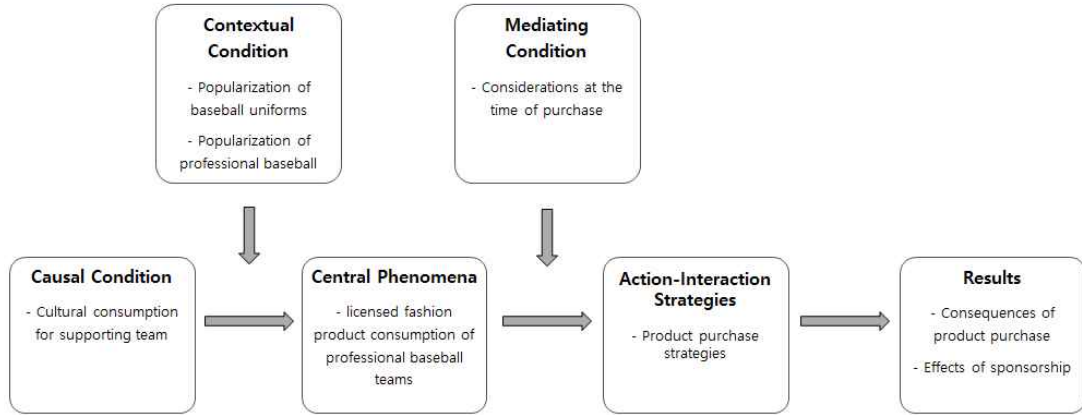 Contextual
Condition
- Popularization of
baseball uniforms
- Popularization of
professional baseball
Mediating
Condition
- Considerations at the
time of purchase
Causal Condition
- Cultural consumption
for supporting team
Central Phenomena
- licensed fashion
product consumption of
professional baseball
teams
Action-Interaction
Strategies
- Product purchase
strategies
Results
- Consequences of
product purchase
- Effects of sponsorship